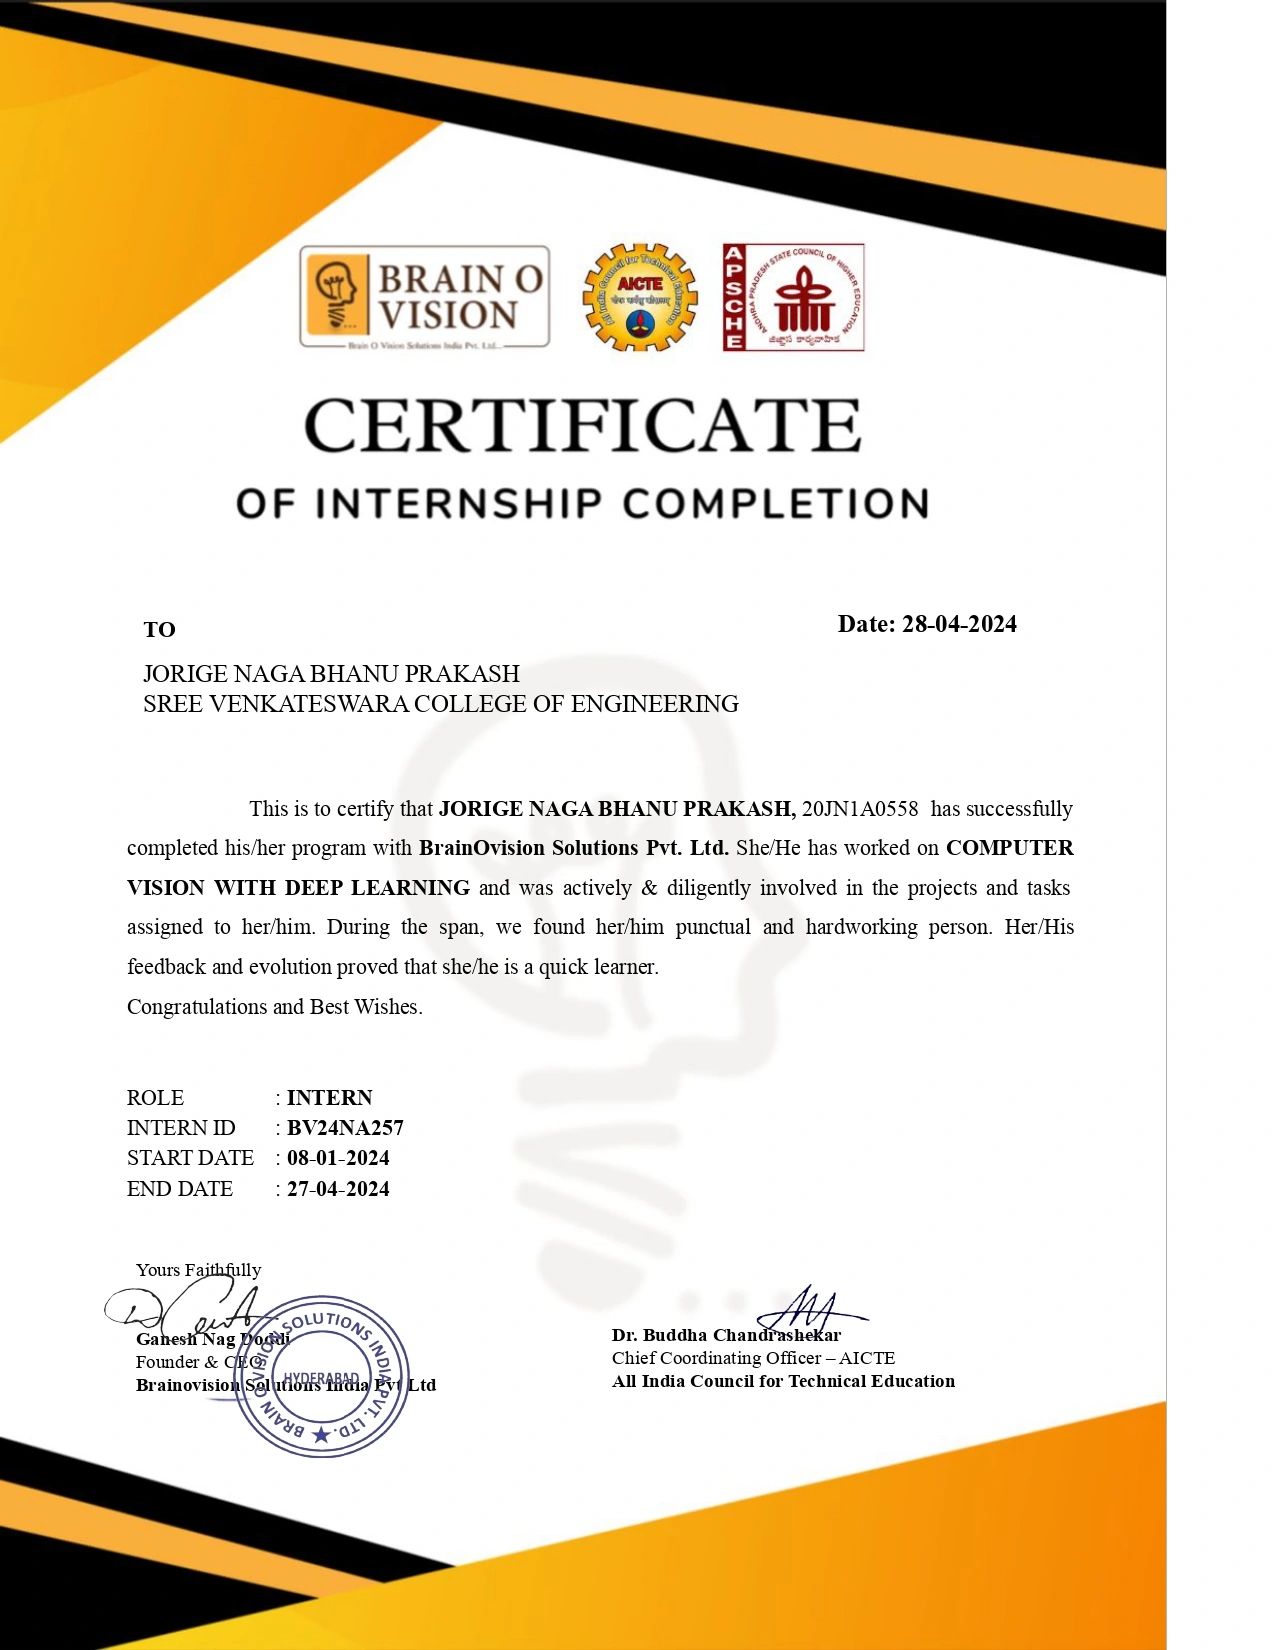 BRAIN O
VISION
Brain O Vision Solutions India Pvt. Ltd...
All India Council for Technical Education
AICTE
APSCHE
ANDHRA PRADESH STATE COUNCIL OF HIGHER EDUCATION
CERTIFICATE
OF INTERNSHIP COMPLETION
TO
Date: 28-04-2024
JORIGE NAGA BHANU PRAKASH
SREE VENKATESWARA COLLEGE OF ENGINEERING
This is to certify that JORIGE NAGA BHANU PRAKASH, 20JN1A0558 has successfully
completed his/her program with BrainOvision Solutions Pvt. Ltd. She/He has worked on COMPUTER
VISION WITH DEEP LEARNING and was actively & diligently involved in the projects and tasks
assigned to her/him. During the span, we found her/him punctual and hardworking person. Her/His
feedback and evolution proved that she/he is a quick learner.
Congratulations and Best Wishes.
ROLE : INTERN
INTERN ID : BV24NA257
START DATE : 08-01-2024
END DATE : 27-04-2024
Yours Faithfully
Ganesh Nag Doddi
Founder & CEO
Brainovision Solutions India Pvt Ltd
BRAIN O VISION SOLUTIONS INDIA PVT. LTD.
HYDERABAD
Dr. Buddha Chandrashekar
Chief Coordinating Officer – AICTE
All India Council for Technical Education